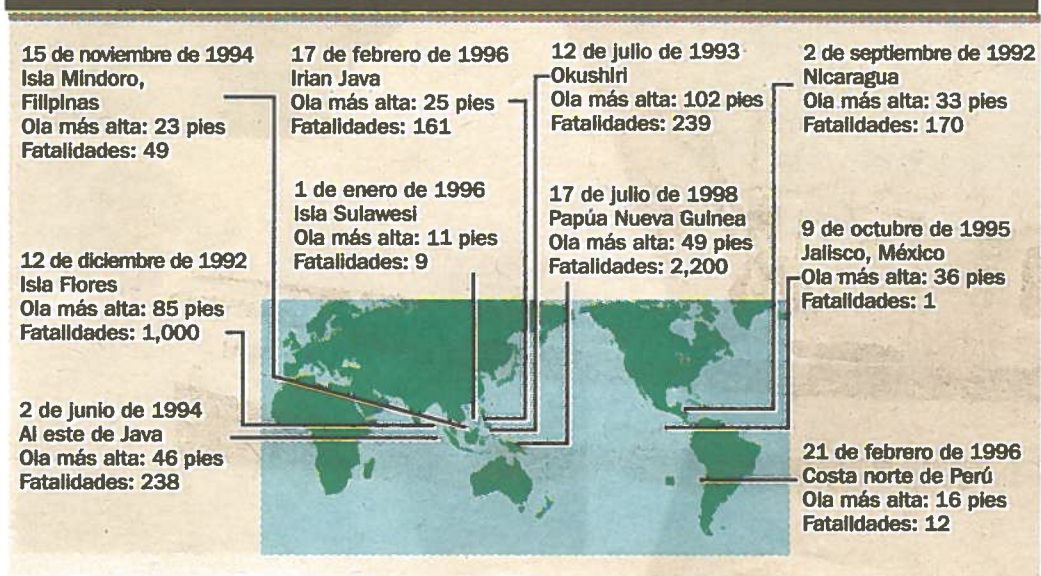 15 de noviembre de 1994
Isla Mindoro,
Filipinas
Ola más alta: 23 pies
Fatalidades: 49
17 de febrero de 1996
Irian Java
Ola más alta: 25 pies
Fatalidades: 161
12 de julio de 1993
Okushiri
Ola más alta: 102 pies
Fatalidades: 239
2 de septiembre de 1992
Nicaragua
Ola más alta: 33 pies
Fatalidades: 170
1 de enero de 1996
Isla Sulawesi
Ola más alta: 11 pies
Fatalidades: 9
17 de julio de 1998
Papúa Nueva Guinea
Ola más alta: 49 pies
Fatalidades: 2,200
9 de octubre de 1995
Jalisco, México
Ola más alta: 36 pies
Fatalidades: 1
12 de diciembre de 1992
Isla Flores
Ola más alta: 85 pies
Fatalidades: 1,000
2 de junio de 1994
Al este de Java
Ola más alta: 46 pies
Fatalidades: 238
21 de febrero de 1996
Costa norte de Perú
Ola más alta: 16 pies
Fatalidades: 12